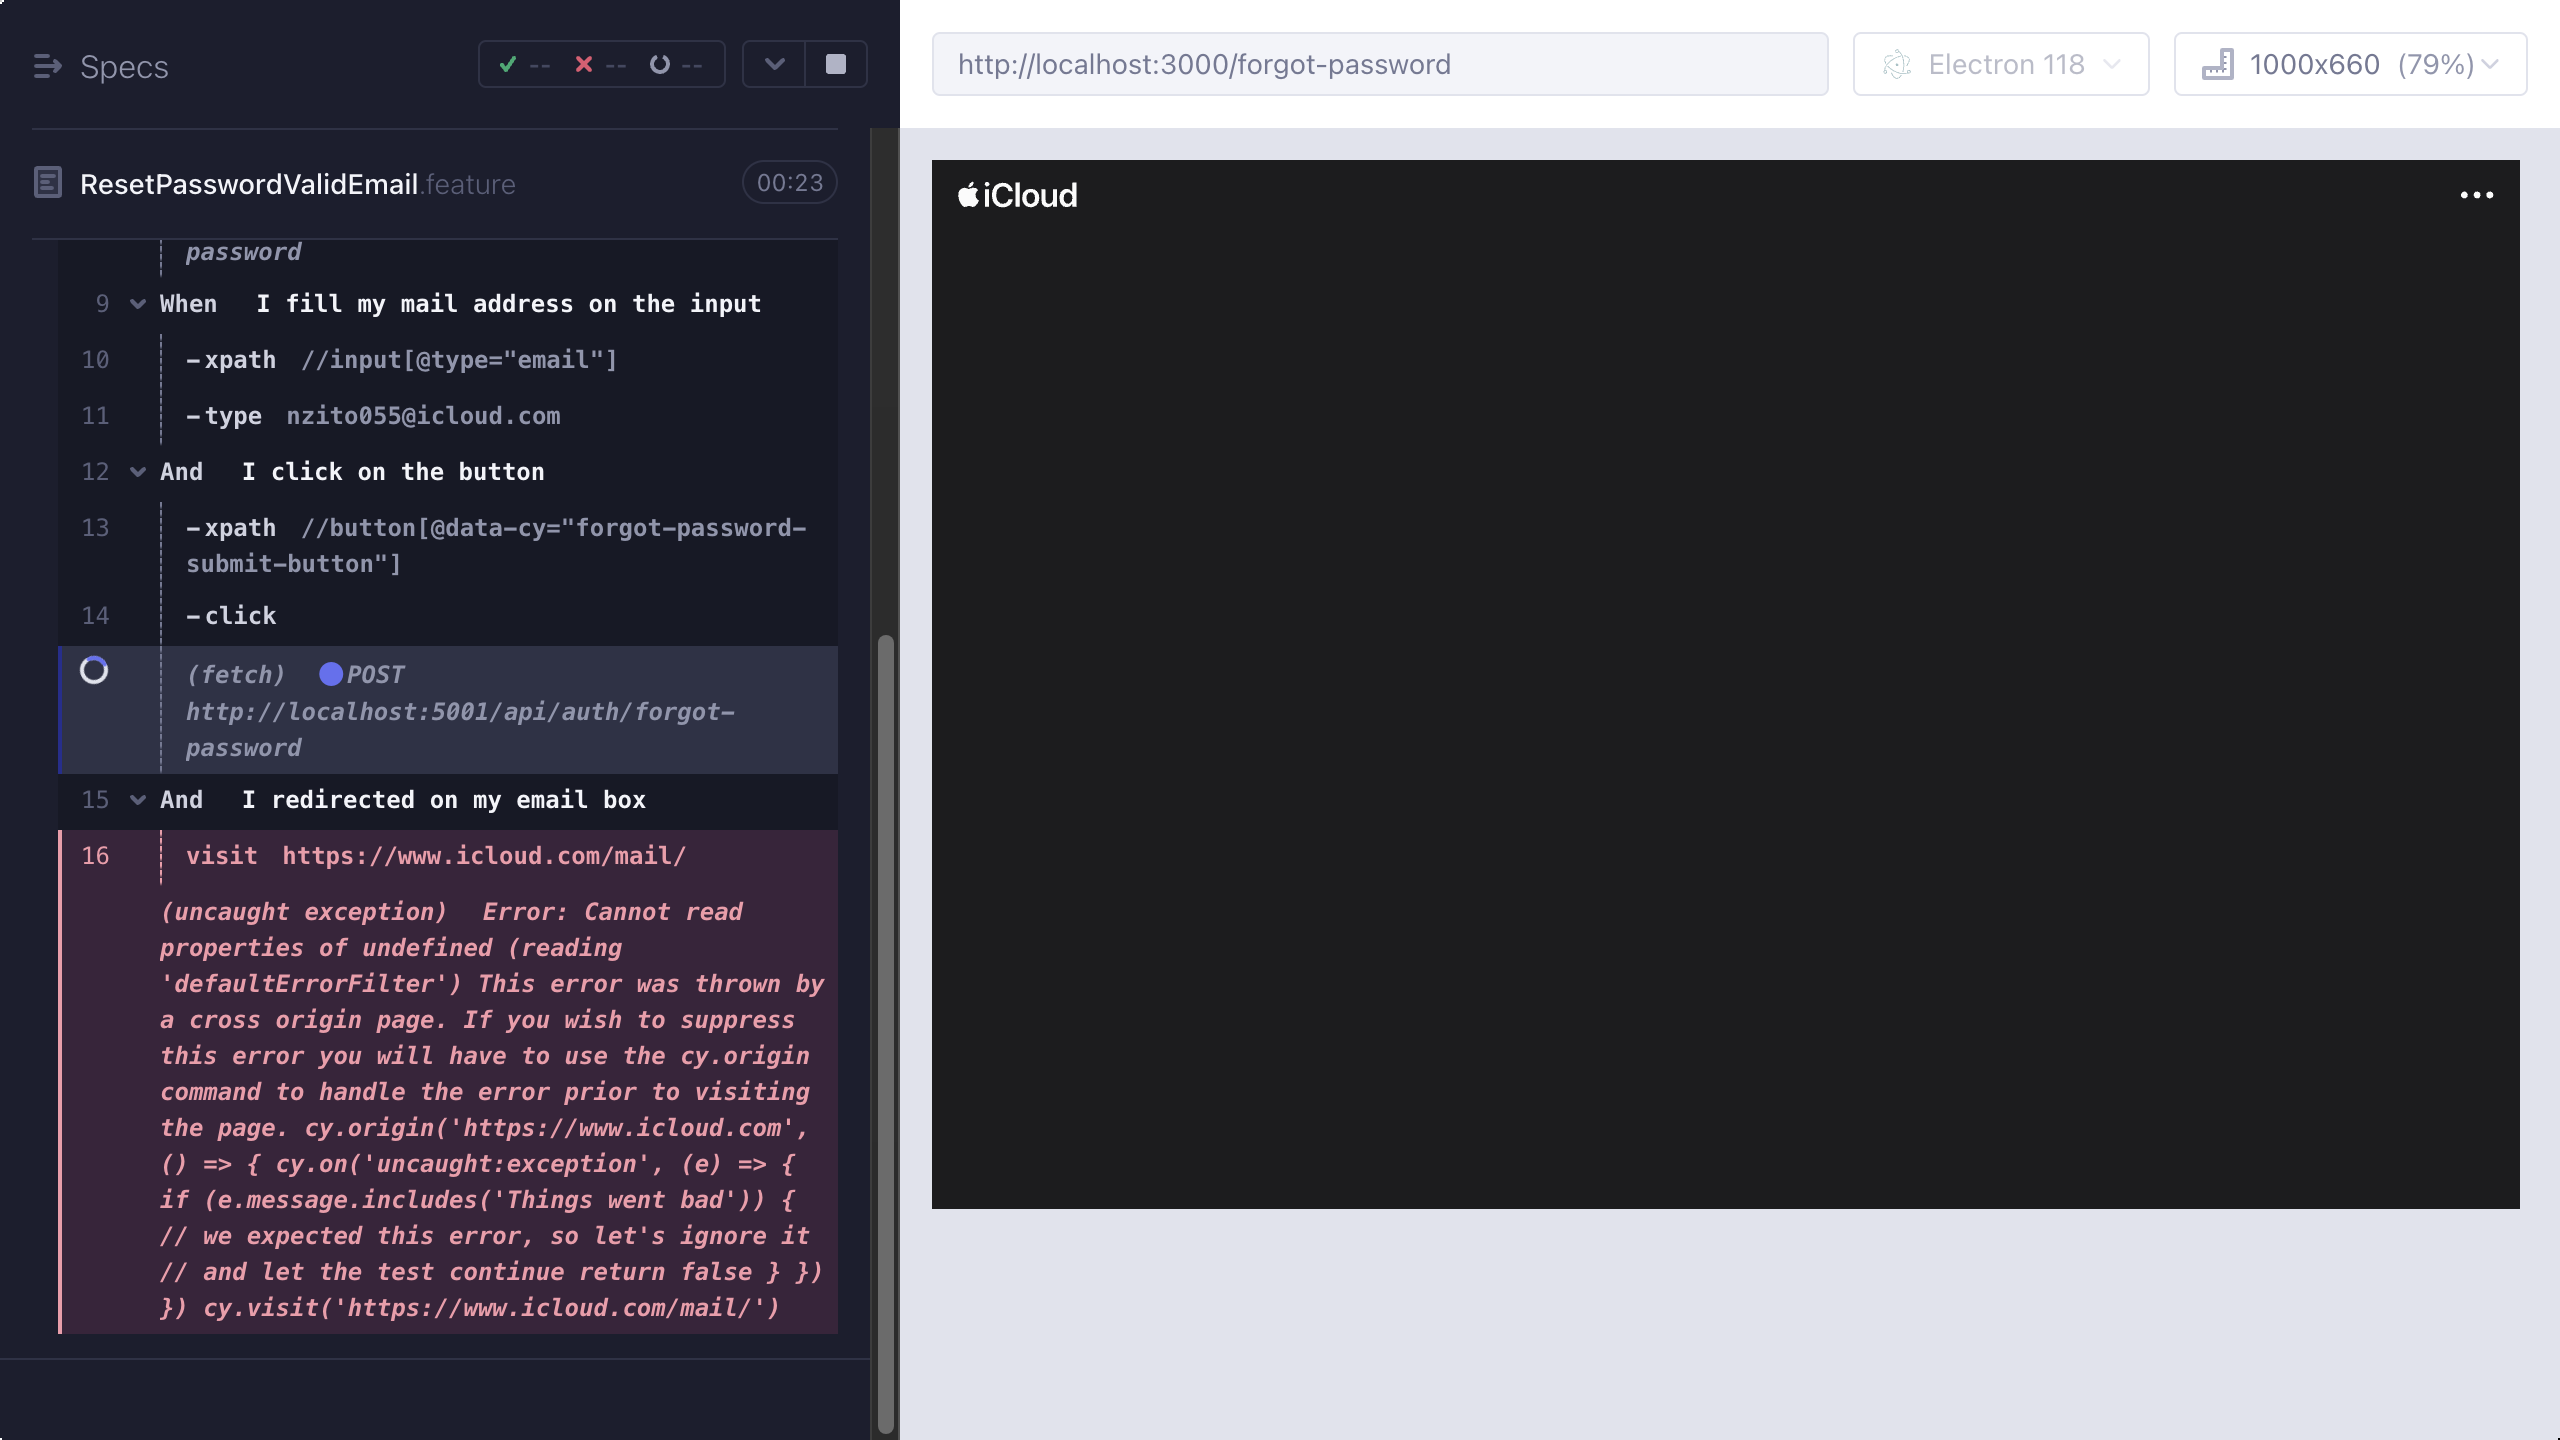 Specs
-- -- --
http://localhost:3000/forgot-password
Electron 118
1000x660 (79%)
ResetPasswordValidEmail.feature
00:23
password
9 When I fill my mail address on the input
10 -xpath //input[@type="email"]
11 -type nzito055@icloud.com
12 And I click on the button
13 -xpath //button[@data-cy="forgot-password-
submit-button"]
14 -click
(fetch) POST
http://localhost:5001/api/auth/forgot-
password
15 And I redirected on my email box
16 visit https://www.icloud.com/mail/
(uncaught exception) Error: Cannot read
properties of undefined (reading
'defaultErrorFilter') This error was thrown by
a cross origin page. If you wish to suppress
this error you will have to use the cy.origin
command to handle the error prior to visiting
the page. cy.origin('https://www.icloud.com',
() => { cy.on('uncaught:exception', (e) => {
if (e.message.includes('Things went bad')) {
// we expected this error, so let's ignore it
// and let the test continue return false } })
}) cy.visit('https://www.icloud.com/mail/')
iCloud